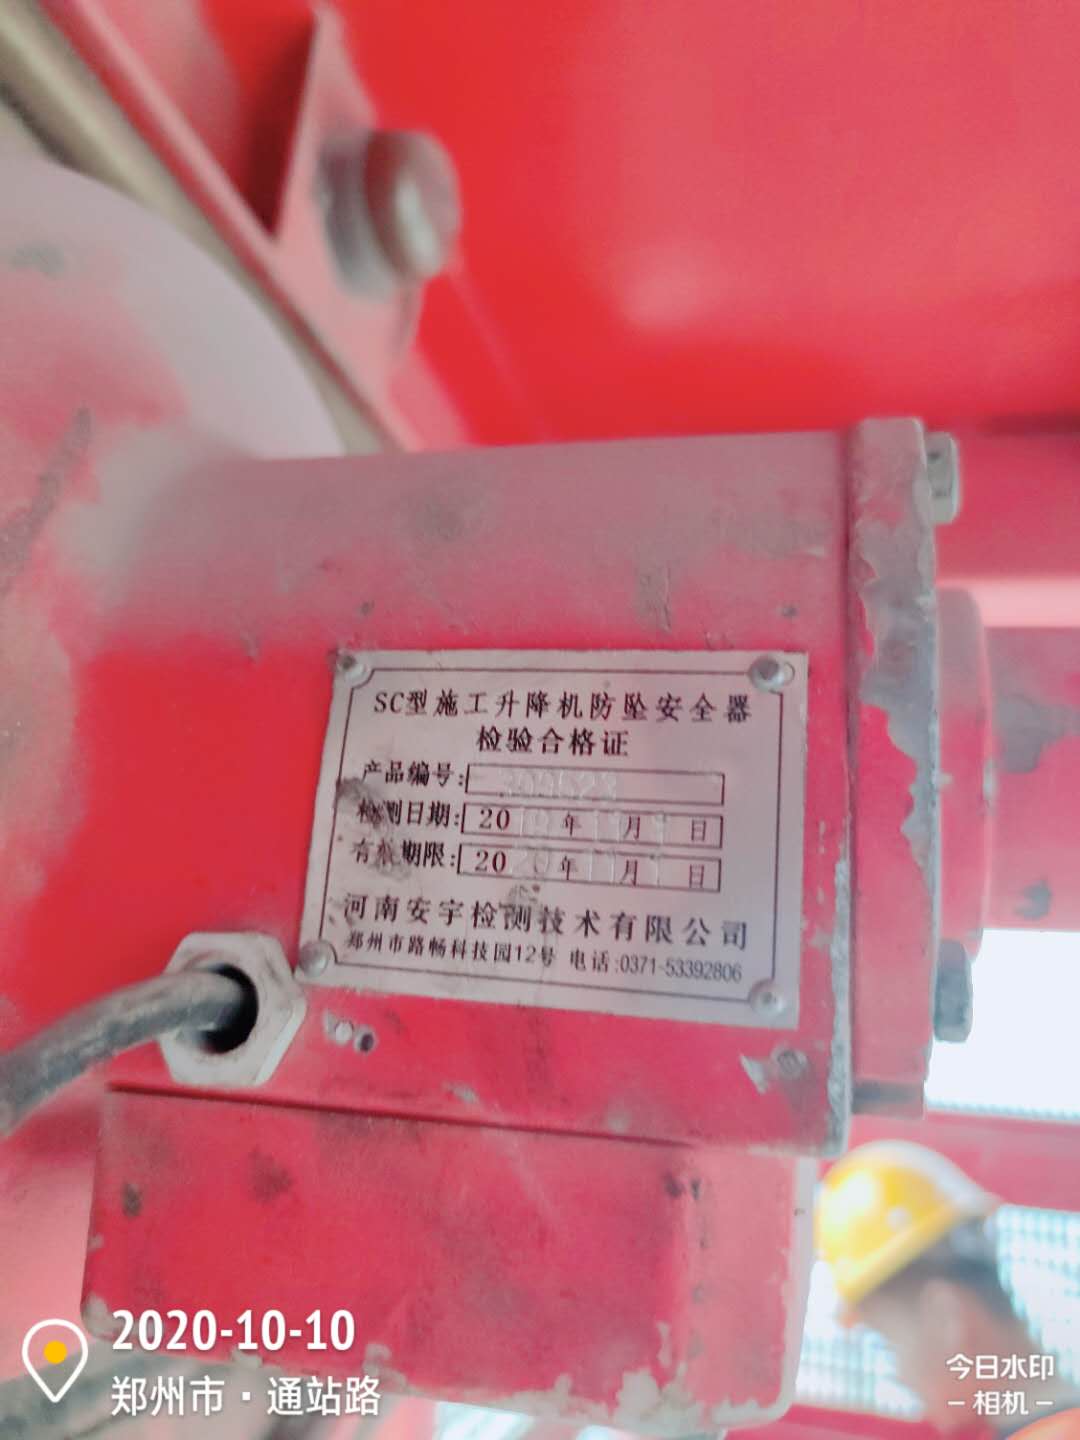 SC型施工升降机防坠安全器
检验合格证
产品编号:
检测日期: 20 年 月 日
有效期限: 2020年 月 日
河南安宇检测技术有限公司
郑州市路畅科技园12号 电话:0371-53392806
2020-10-10
郑州市·通站路
今日水印
相机